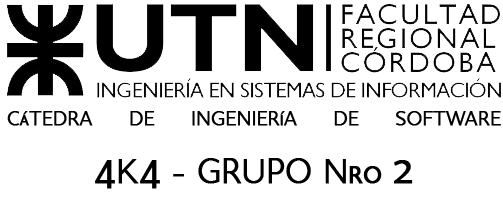 UTN
FACULTAD
REGIONAL
CÓRDOBA
INGENIERÍA EN SISTEMAS DE INFORMACIÓN
CÁTEDRA DE INGENIERÍA DE SOFTWARE
4K4 - GRUPO NRO 2